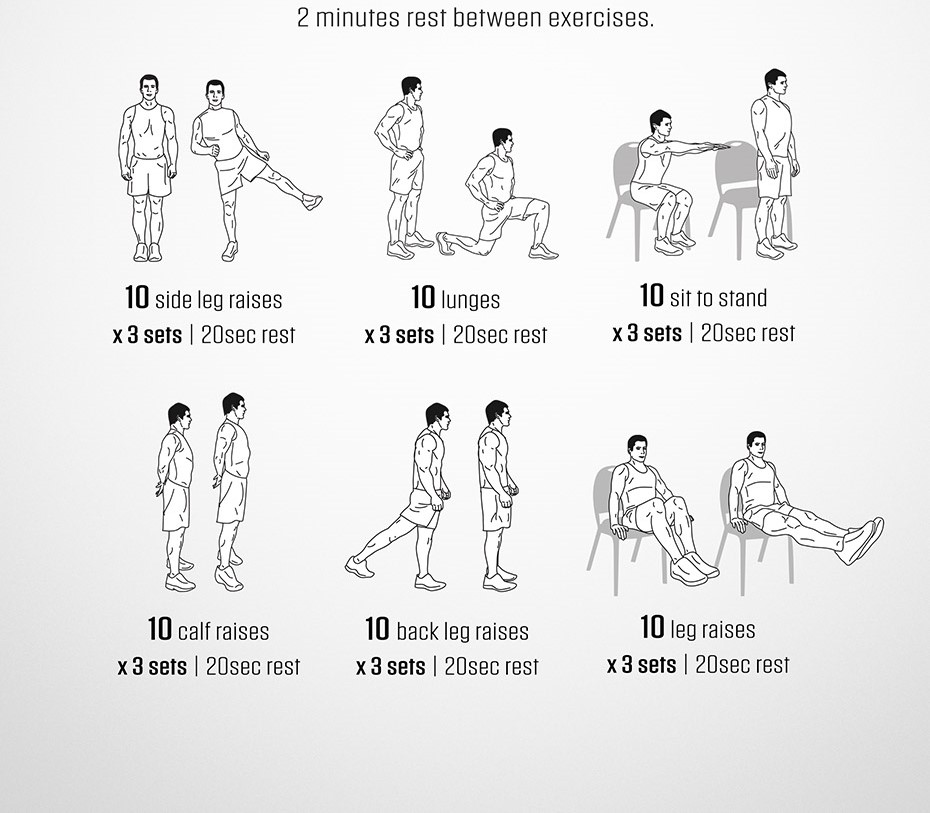 2 minutes rest between exercises.
10 side leg raises
x 3 sets | 20sec rest
10 lunges
x 3 sets | 20sec rest
10 sit to stand
x 3 sets | 20sec rest
10 calf raises
x 3 sets | 20sec rest
10 back leg raises
x 3 sets | 20sec rest
10 leg raises
x 3 sets | 20sec rest